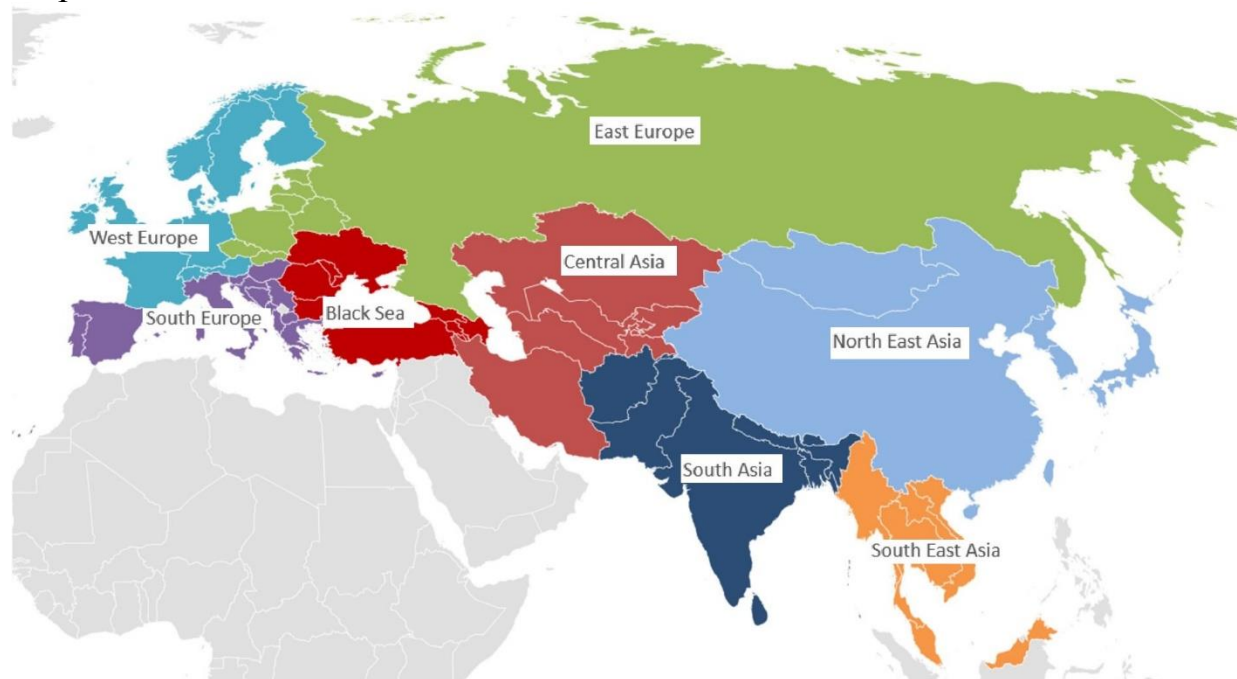 East Europe
West Europe
Central Asia
South Europe
Black Sea
North East Asia
South Asia
South East Asia